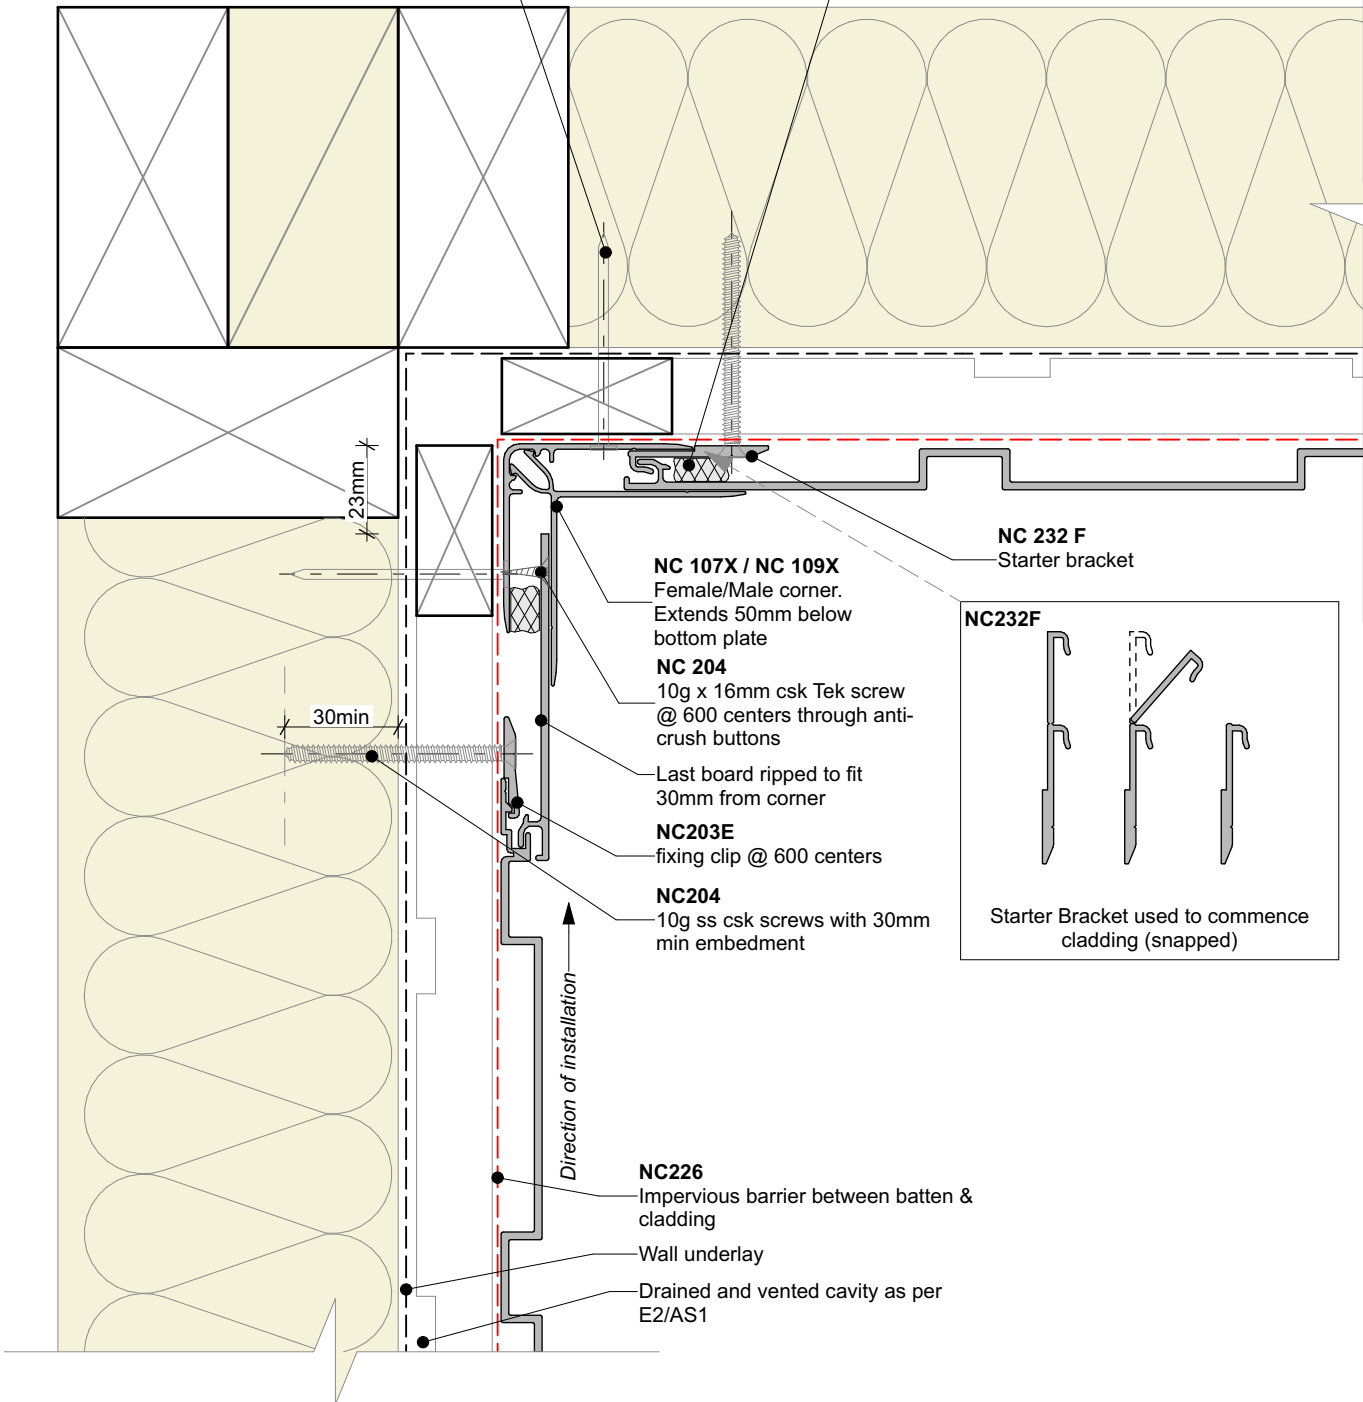 23mm
30min
NC 107X / NC 109X
Female/Male corner.
Extends 50mm below
bottom plate
NC 204
10g x 16mm csk Tek screw
@ 600 centers through anti-
crush buttons
Last board ripped to fit
30mm from corner
NC203E
fixing clip @ 600 centers
NC204
10g ss csk screws with 30mm
min embedment
NC 232 F
Starter bracket
NC232F
Starter Bracket used to commence
cladding (snapped)
Direction of installation
NC226
Impervious barrier between batten &
cladding
Wall underlay
Drained and vented cavity as per
E2/AS1